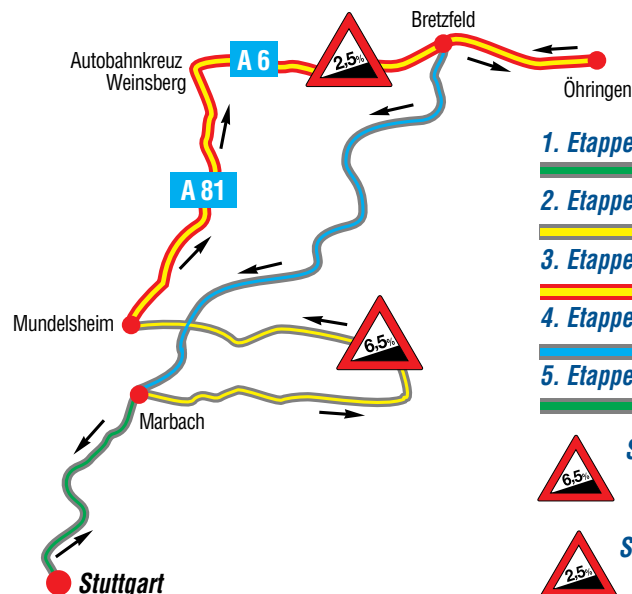 Bretzfeld
Autobahnkreuz
Weinsberg
A 6
2,5%
Öhringen
1. Etappe
A 81
2. Etappe
3. Etappe
Mundelsheim
4. Etappe
6,5%
5. Etappe
Marbach
S
6,5%
S
2,5%
Stuttgart